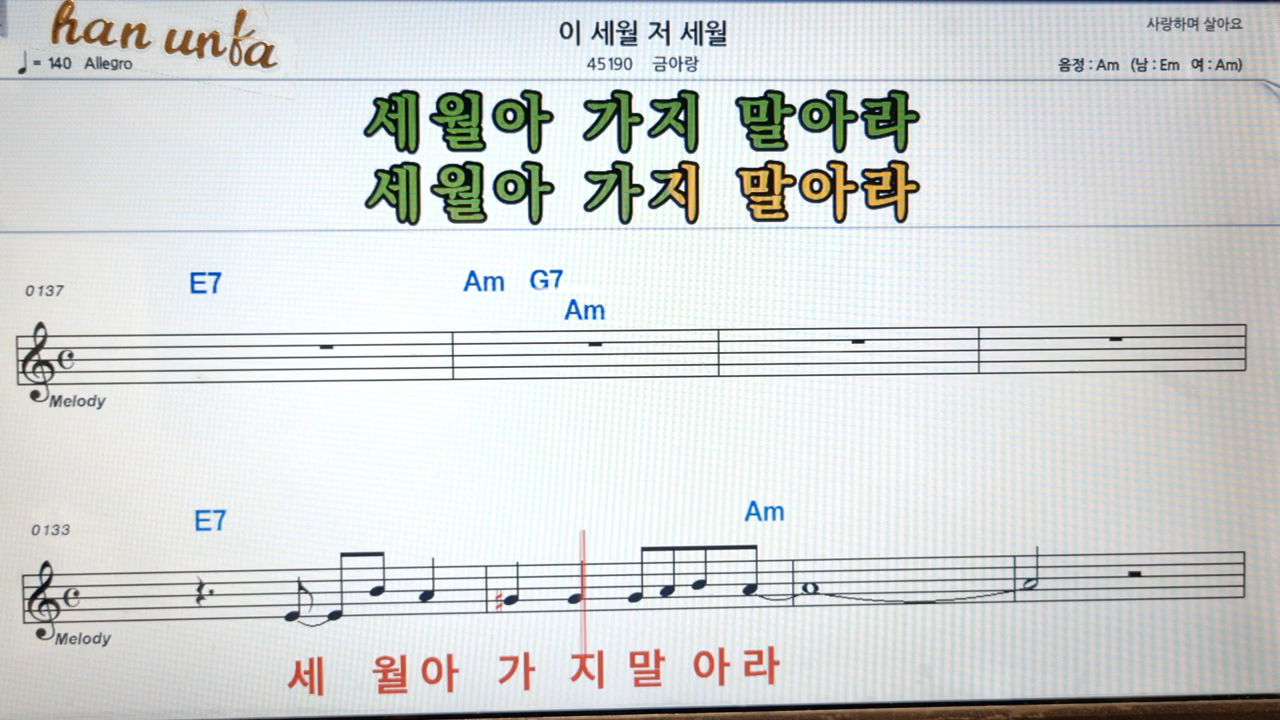 han unfa
이 세월 저 세월
사랑하며 살아요
♩= 140 Allegro
45190 금아랑
음정 : Am (남 : Em 여 : Am)
세월아 가지 말아라
세월아 가지 말아라
0137
E7 Am G7
Am
Melody
0133
E7 Am
Melody
세 월아 가 지 말 아 라